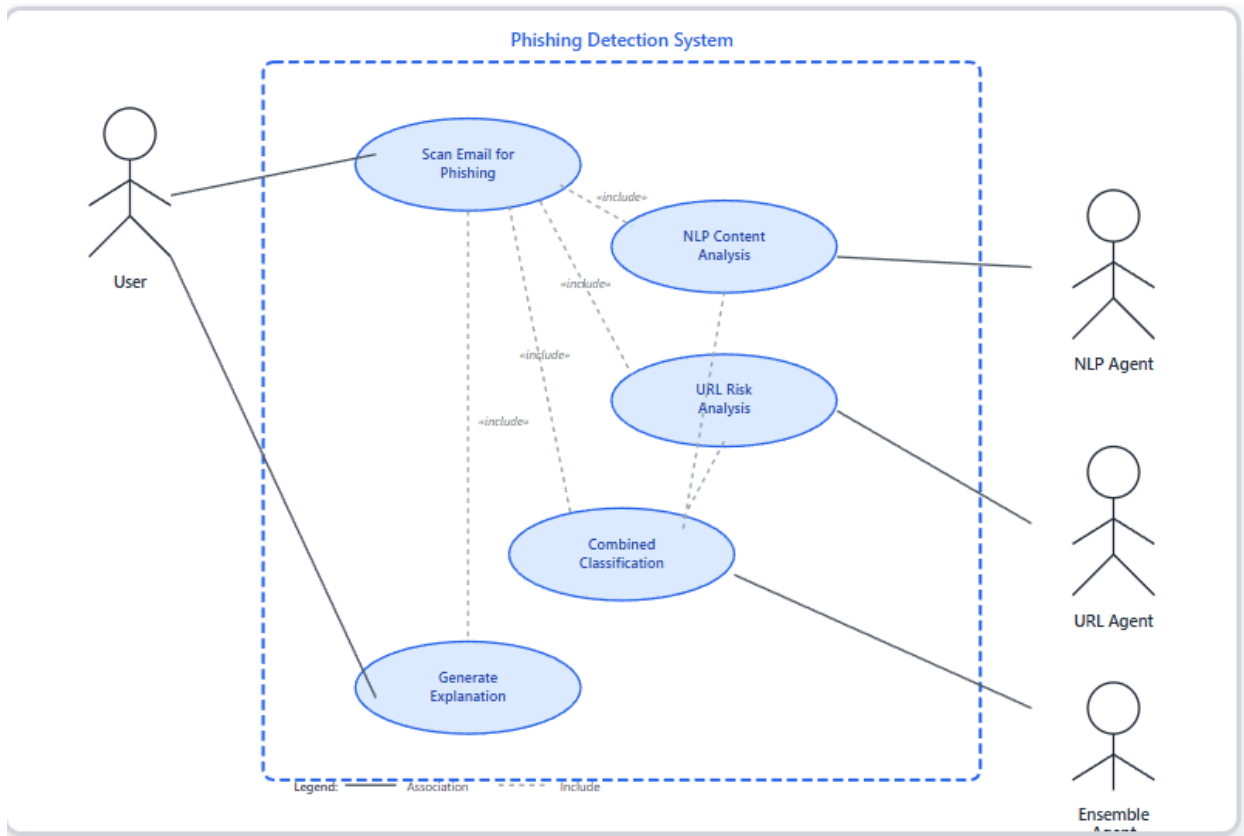 Phishing Detection System
Scan Email for
Phishing
«include»
NLP Content
Analysis
User
«include»
«include»
NLP Agent
URL Risk
Analysis
«include»
Combined
Classification
URL Agent
Generate
Explanation
Legend:
Association
Include
Ensemble
Agent